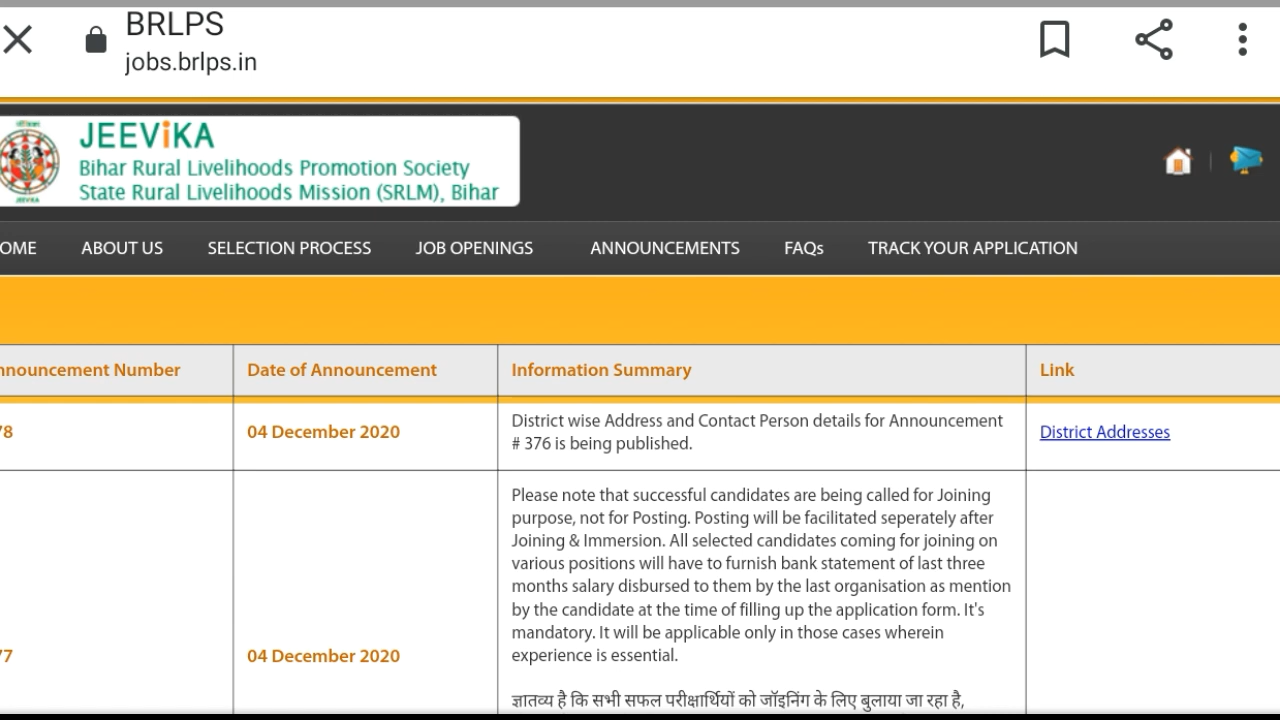 BRLPS
jobs.brlps.in
JEEViKA
Bihar Rural Livelihoods Promotion Society
State Rural Livelihoods Mission (SRLM), Bihar
JEEViKA
OME ABOUT US SELECTION PROCESS JOB OPENINGS ANNOUNCEMENTS FAQs TRACK YOUR APPLICATION
nnouncement Number Date of Announcement Information Summary Link
78 04 December 2020
District wise Address and Contact Person details for Announcement
# 376 is being published.
District Addresses
Please note that successful candidates are being called for Joining
purpose, not for Posting. Posting will be facilitated seperately after
Joining & Immersion. All selected candidates coming for joining on
various positions will have to furnish bank statement of last three
months salary disbursed to them by the last organisation as mention
by the candidate at the time of filling up the application form. It's
mandatory. It will be applicable only in those cases wherein
experience is essential.
77 04 December 2020
ज्ञातव्य है कि सभी सफल परीक्षार्थियों को जॉइनिंग के लिए बुलाया जा रहा है,